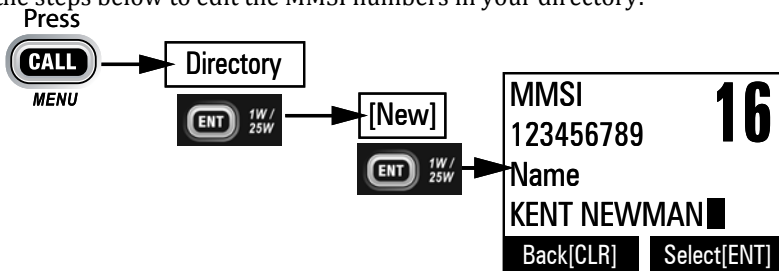 the steps below to edit the MMSI numbers in your directory:
Press
CALL
MENU
Directory
ENT 1W/
25W
[New]
ENT 1W/
25W
MMSI 16
123456789
Name
KENT NEWMAN
Back[CLR] Select[ENT]